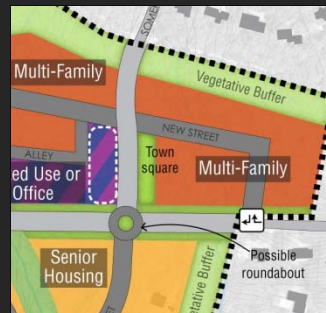 SOMER
Multi-Family
Vegetative Buffer
NEW STREET
ALLEY
Town
square
Multi-Family
ed Use or
Office
Senior
Housing
Possible
roundabout
etative Buffer